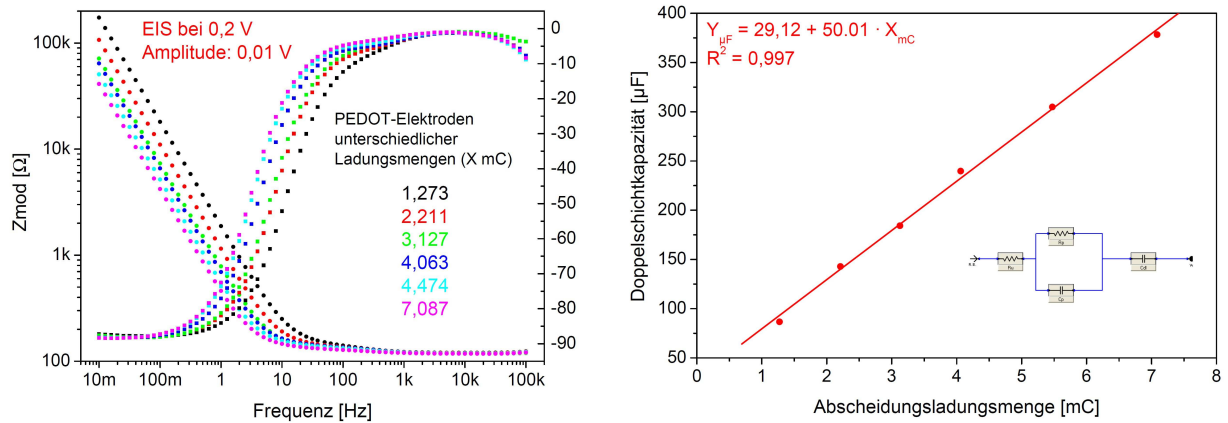 EIS bei 0,2 V
Amplitude: 0,01 V
PEDOT-Elektroden
unterschiedlicher
Ladungsmengen (X mC)
1,273
2,211
3,127
4,063
4,474
7,087
Zmod [Ω]
100k
10k
1k
100
0
-10
-20
-30
-40
-50
-60
-70
-80
-90
10m
100m
1
10
100
1k
10k
100k
Frequenz [Hz]
Y_µF = 29,12 + 50.01 · X_mC
R² = 0,997
Doppelschichtkapazität [µF]
400
350
300
250
200
150
100
50
0
1
2
3
4
5
6
7
8
Abscheidungsladungsmenge [mC]
Rp
Cp